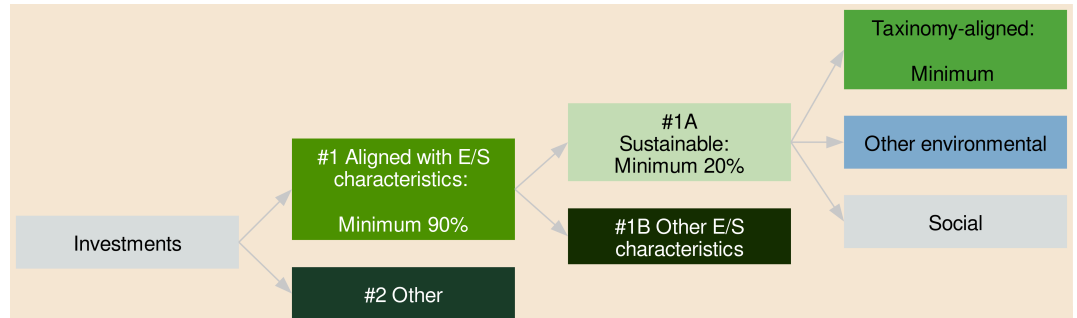 Investments
#1 Aligned with E/S
characteristics:
Minimum 90%
#2 Other
#1A
Sustainable:
Minimum 20%
#1B Other E/S
characteristics
Taxinomy-aligned:
Minimum
Other environmental
Social